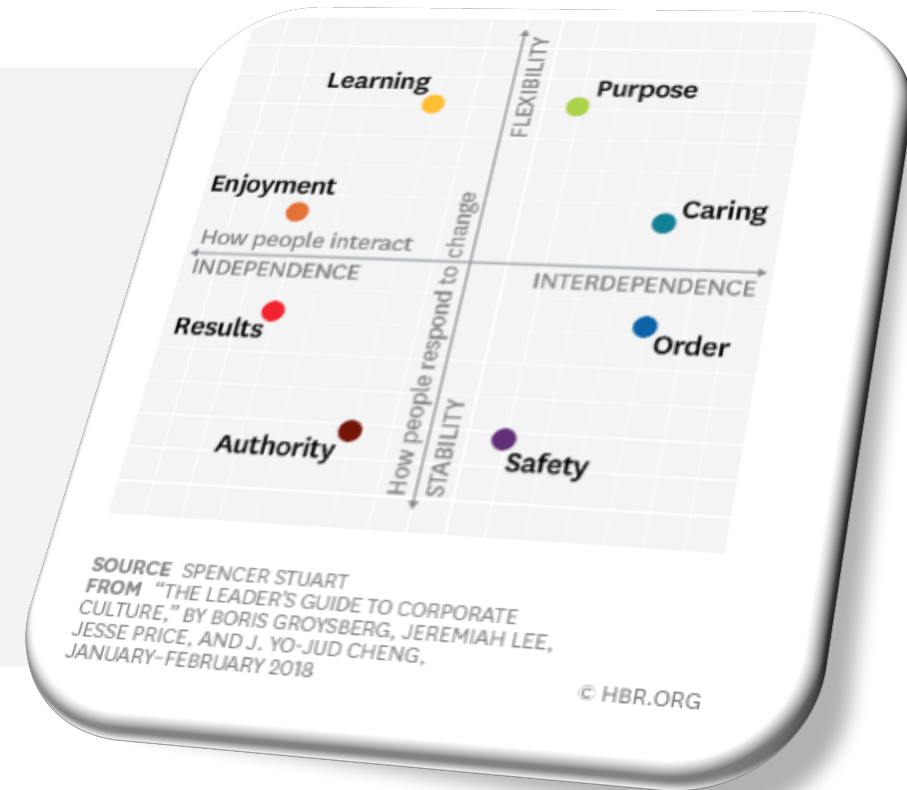 FLEXIBILITY
Learning
Purpose
Enjoyment
Caring
How people interact
INDEPENDENCE
INTERDEPENDENCE
How people respond to change
Results
Order
Authority
STABILITY
Safety
SOURCE SPENCER STUART
FROM “THE LEADER’S GUIDE TO CORPORATE
CULTURE,” BY BORIS GROYSBERG, JEREMIAH LEE,
JESSE PRICE, AND J. YO-JUD CHENG,
JANUARY–FEBRUARY 2018
© HBR.ORG